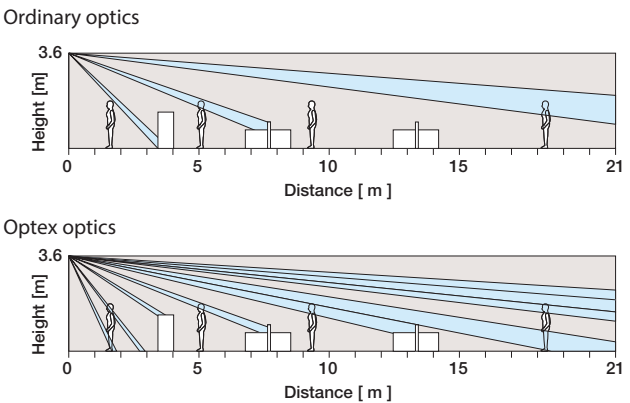 Ordinary optics
3.6
Height [m]
0 5 10 15 21
Distance [ m ]
Optex optics
3.6
Height [m]
0 5 10 15 21
Distance [ m ]